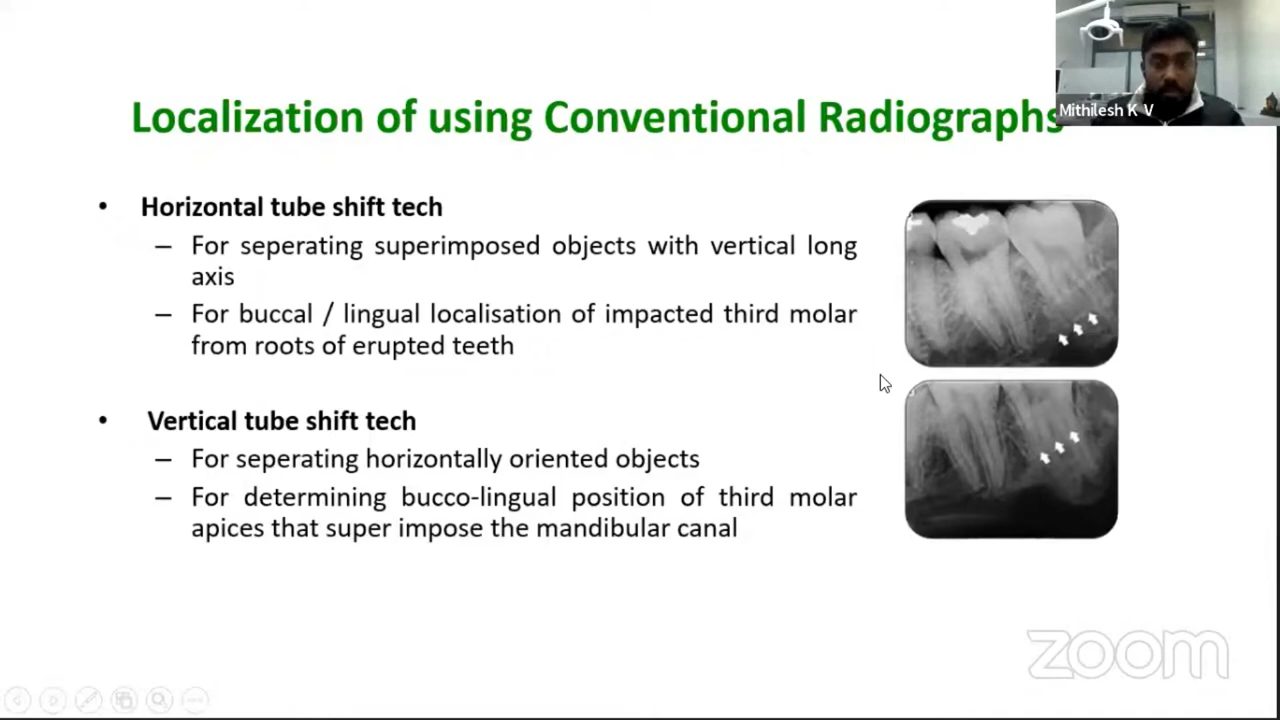 Mithilesh K V
Localization of using Conventional Radiographs
• Horizontal tube shift tech
– For seperating superimposed objects with vertical long
axis
– For buccal / lingual localisation of impacted third molar
from roots of erupted teeth
• Vertical tube shift tech
– For seperating horizontally oriented objects
– For determining bucco-lingual position of third molar
apices that super impose the mandibular canal
zoom